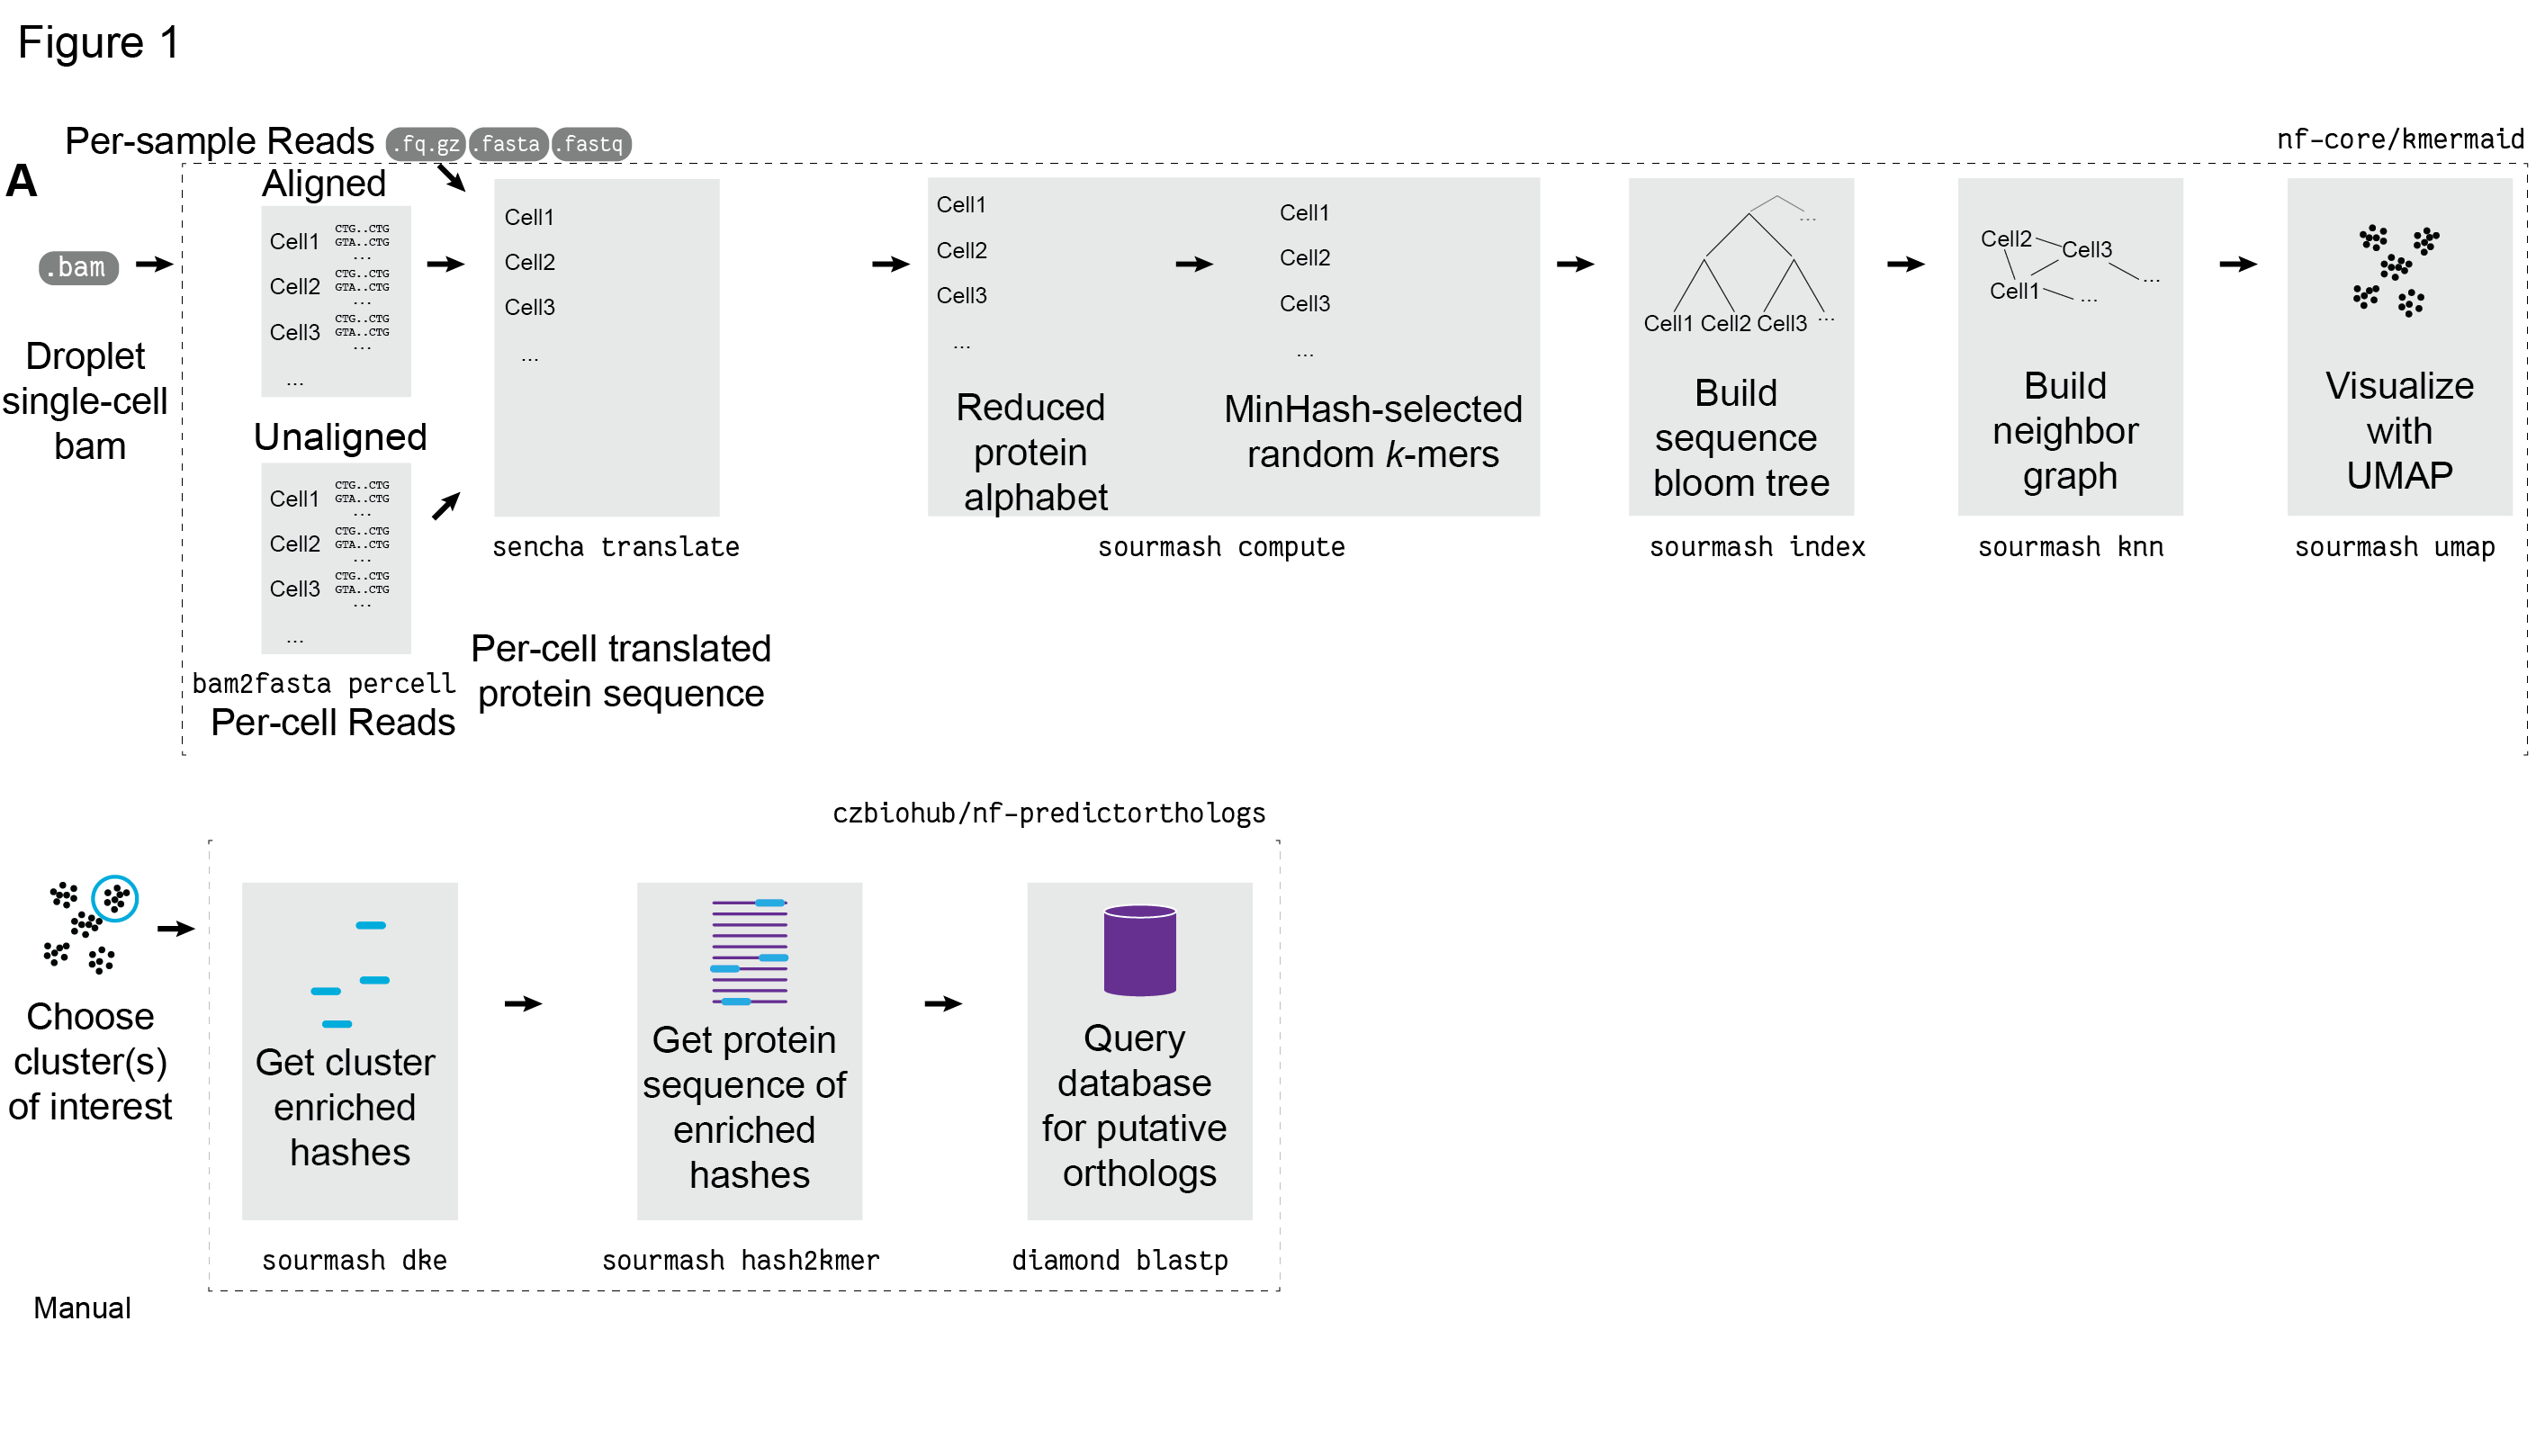 Figure 1
Per-sample Reads .fq.gz .fasta .fastq
nf-core/kmermaid
A
.bam
Droplet
single-cell
bam
Aligned
Cell1 CTG..CTG
GTA..CTG
...
Cell2 CTG..CTG
GTA..CTG
...
Cell3 CTG..CTG
GTA..CTG
...
...
Unaligned
Cell1 CTG..CTG
GTA..CTG
...
Cell2 CTG..CTG
GTA..CTG
...
Cell3 CTG..CTG
GTA..CTG
...
...
bam2fasta percell
Per-cell Reads
Cell1
Cell2
Cell3
...
sencha translate
Per-cell translated
protein sequence
Cell1
Cell2
Cell3
...
Reduced
protein
alphabet
Cell1
Cell2
Cell3
...
MinHash-selected
random k-mers
sourmash compute
...
Cell1 Cell2 Cell3 ...
Build
sequence
bloom tree
sourmash index
Cell2 Cell3
...
Cell1 ...
Build
neighbor
graph
sourmash knn
Visualize
with
UMAP
sourmash umap
czbiohub/nf-predictorthologs
Choose
cluster(s)
of interest
Manual
Get cluster
enriched
hashes
sourmash dke
Get protein
sequence of
enriched
hashes
sourmash hash2kmer
Query
database
for putative
orthologs
diamond blastp